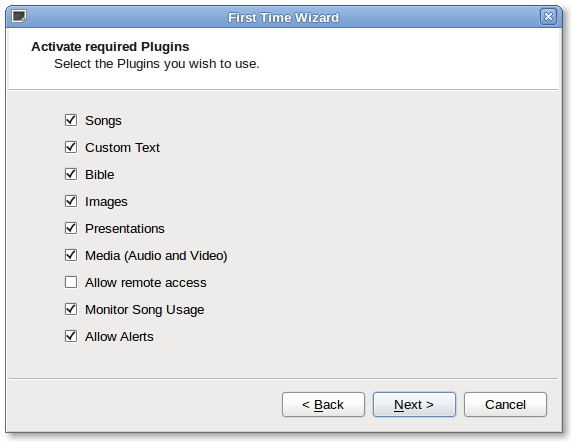 First Time Wizard
Activate required Plugins
Select the Plugins you wish to use.
Songs
Custom Text
Bible
Images
Presentations
Media (Audio and Video)
Allow remote access
Monitor Song Usage
Allow Alerts
< Back
Next >
Cancel